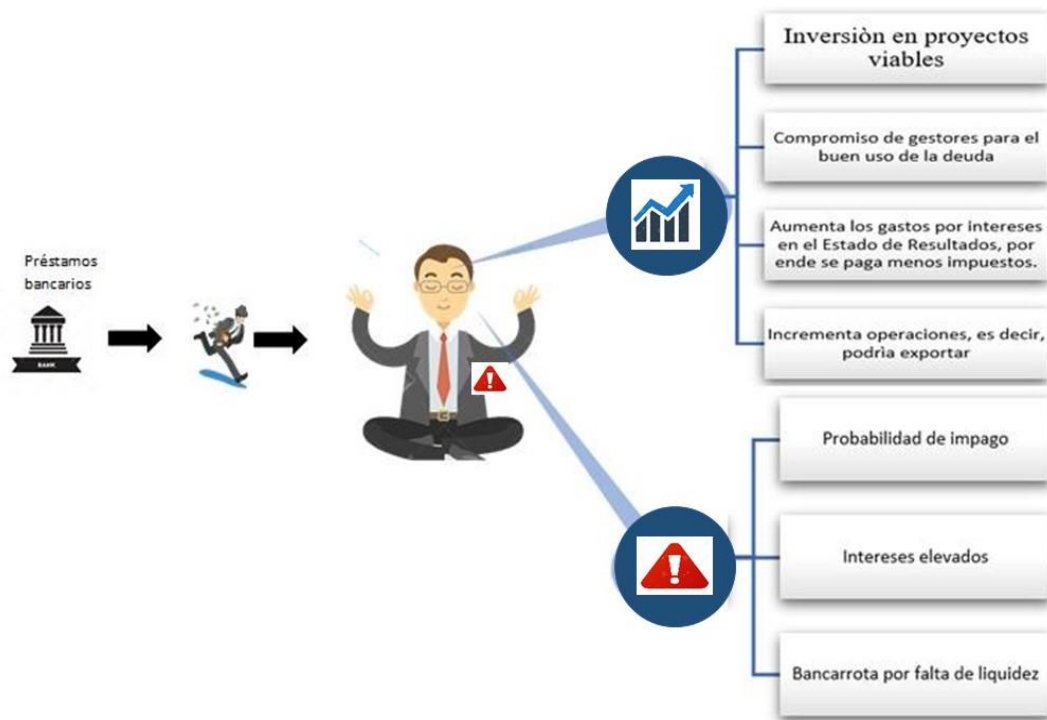 Préstamos
bancarios
BANK
Inversiòn en proyectos
viables
Compromiso de gestores para el
buen uso de la deuda
Aumenta los gastos por intereses
en el Estado de Resultados, por
ende se paga menos impuestos.
Incrementa operaciones, es decir,
podrìa exportar
Probabilidad de impago
Intereses elevados
Bancarrota por falta de liquidez